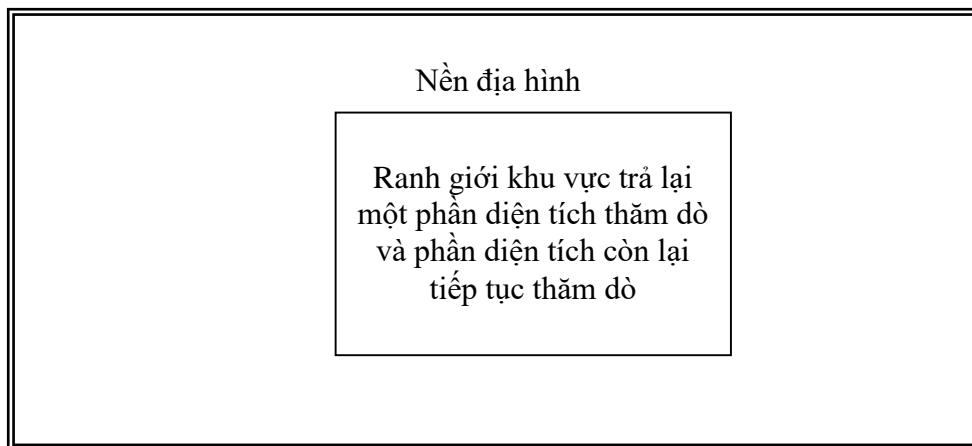 Nền địa hình
Ranh giới khu vực trả lại
một phần diện tích thăm dò
và phần diện tích còn lại
tiếp tục thăm dò